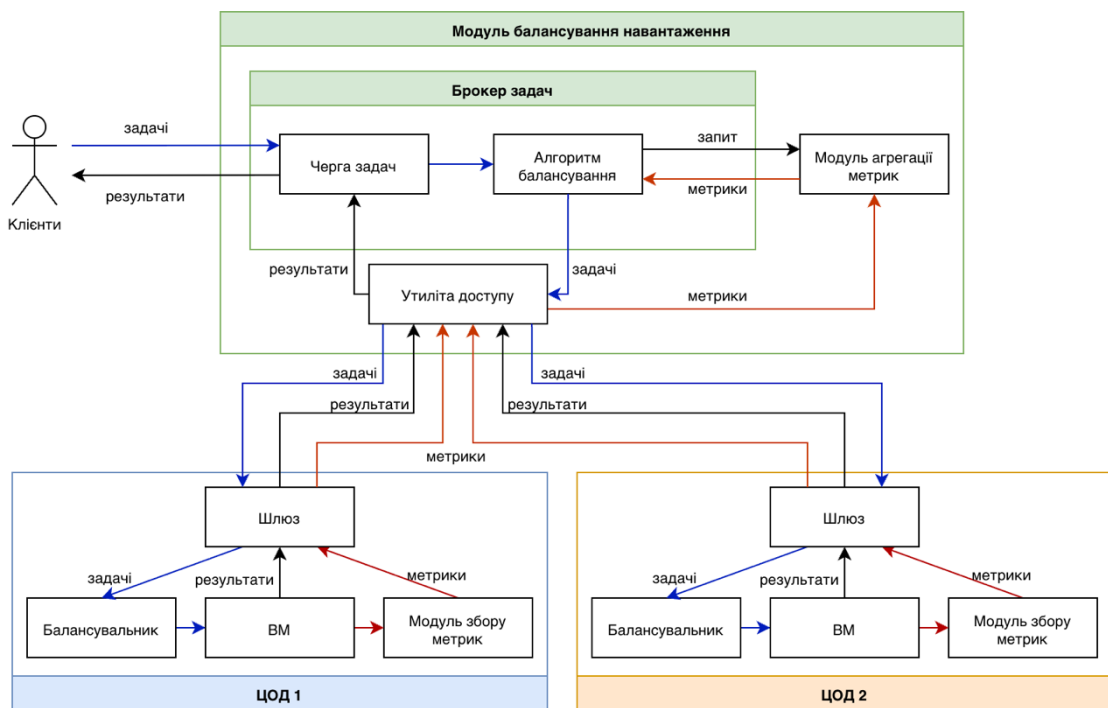 Модуль балансування навантаження
Брокер задач
задачі
Черга задач
Алгоритм
балансування
запит
Модуль агрегації
метрик
метрики
результати
Клієнти
результати
задачі
Утиліта доступу
метрики
задачі
задачі
результати
результати
метрики
Шлюз
Шлюз
задачі
результати
метрики
задачі
результати
метрики
Балансувальник
ВМ
Модуль збору
метрик
Балансувальник
ВМ
Модуль збору
метрик
ЦОД 1
ЦОД 2